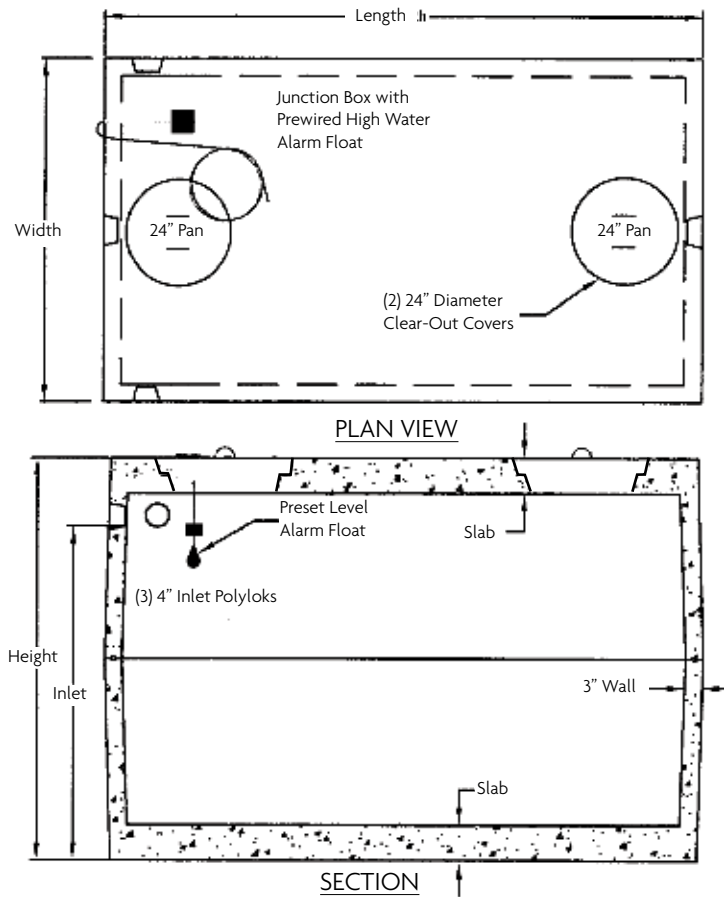 Length
Junction Box with
Prewired High Water
Alarm Float
Width
24” Pan
24” Pan
(2) 24” Diameter
Clear-Out Covers
PLAN VIEW
Preset Level
Alarm Float
Slab
(3) 4” Inlet Polyloks
Height
Inlet
3” Wall
Slab
SECTION